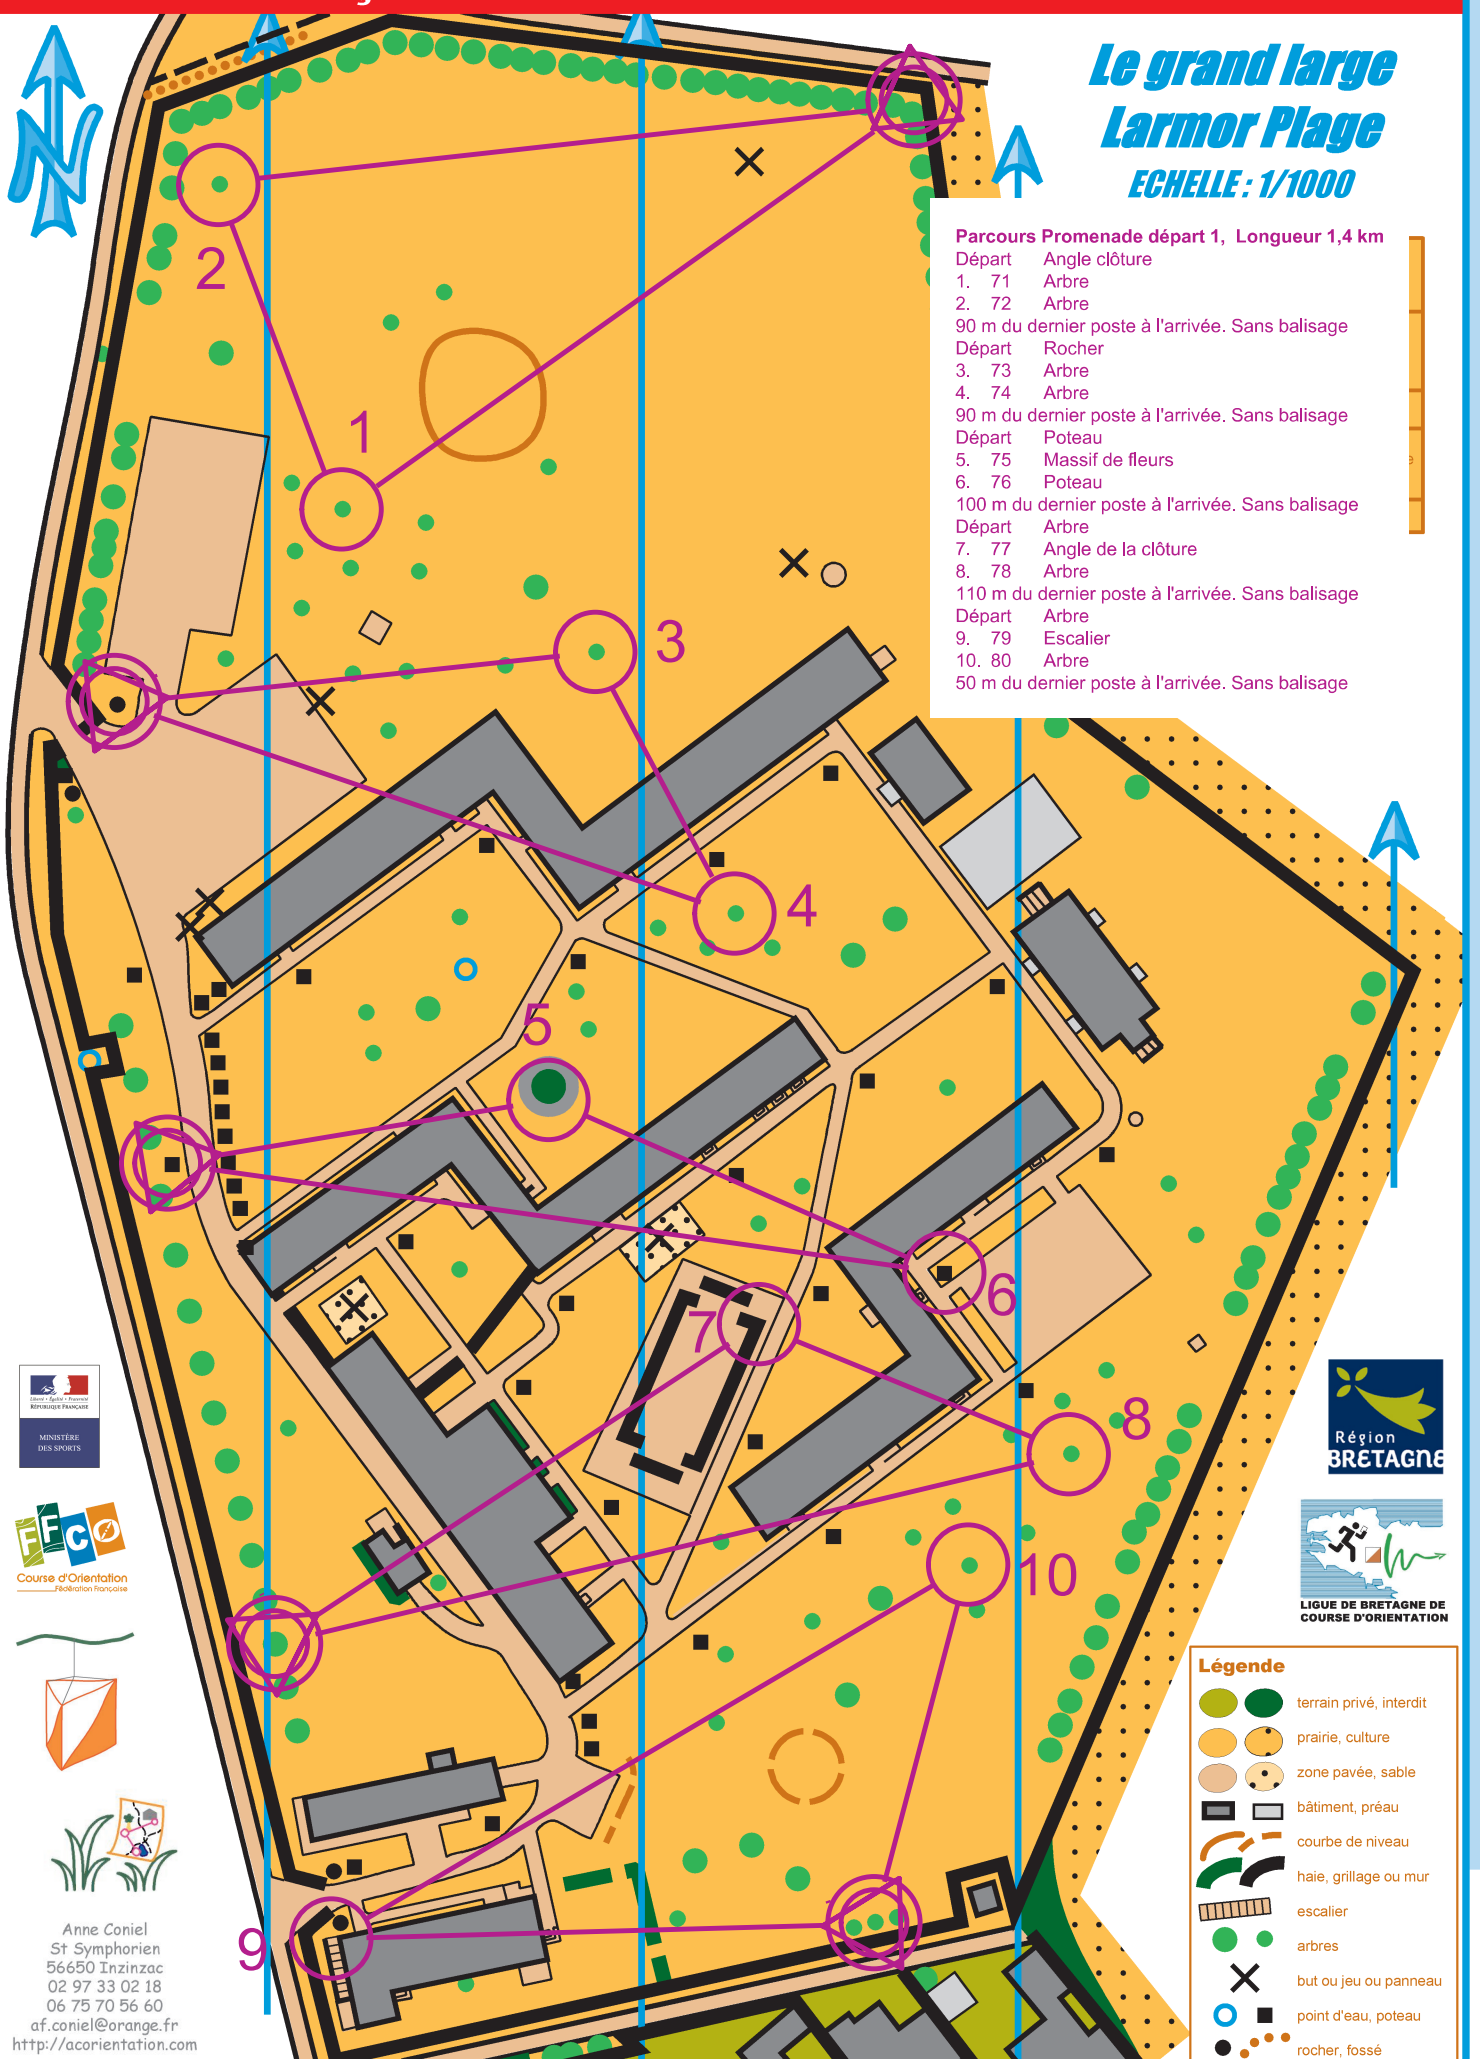 Le grand large
Larmor Plage
ECHELLE : 1/1000
N
Parcours Promenade départ 1, Longueur 1,4 km
Départ Angle clôture
1. 71 Arbre
2. 72 Arbre
90 m du dernier poste à l'arrivée. Sans balisage
Départ Rocher
3. 73 Arbre
4. 74 Arbre
90 m du dernier poste à l'arrivée. Sans balisage
Départ Poteau
5. 75 Massif de fleurs
6. 76 Poteau
100 m du dernier poste à l'arrivée. Sans balisage
Départ Arbre
7. 77 Angle de la clôture
8. 78 Arbre
110 m du dernier poste à l'arrivée. Sans balisage
Départ Arbre
9. 79 Escalier
10. 80 Arbre
50 m du dernier poste à l'arrivée. Sans balisage
2
1
3
4
5
6
7
8
10
9
Liberté • Égalité • Fraternité
RÉPUBLIQUE FRANÇAISE
MINISTÈRE
DES SPORTS
FFCO
Course d'Orientation
Fédération Française
Région
BRETAGNE
LIGUE DE BRETAGNE DE
COURSE D'ORIENTATION
Anne Coniel
St Symphorien
56650 Inzinzac
02 97 33 02 18
06 75 70 56 60
af.coniel@orange.fr
http://acorientation.com
Légende
terrain privé, interdit
prairie, culture
zone pavée, sable
bâtiment, préau
courbe de niveau
haie, grillage ou mur
escalier
arbres
but ou jeu ou panneau
point d'eau, poteau
rocher, fossé